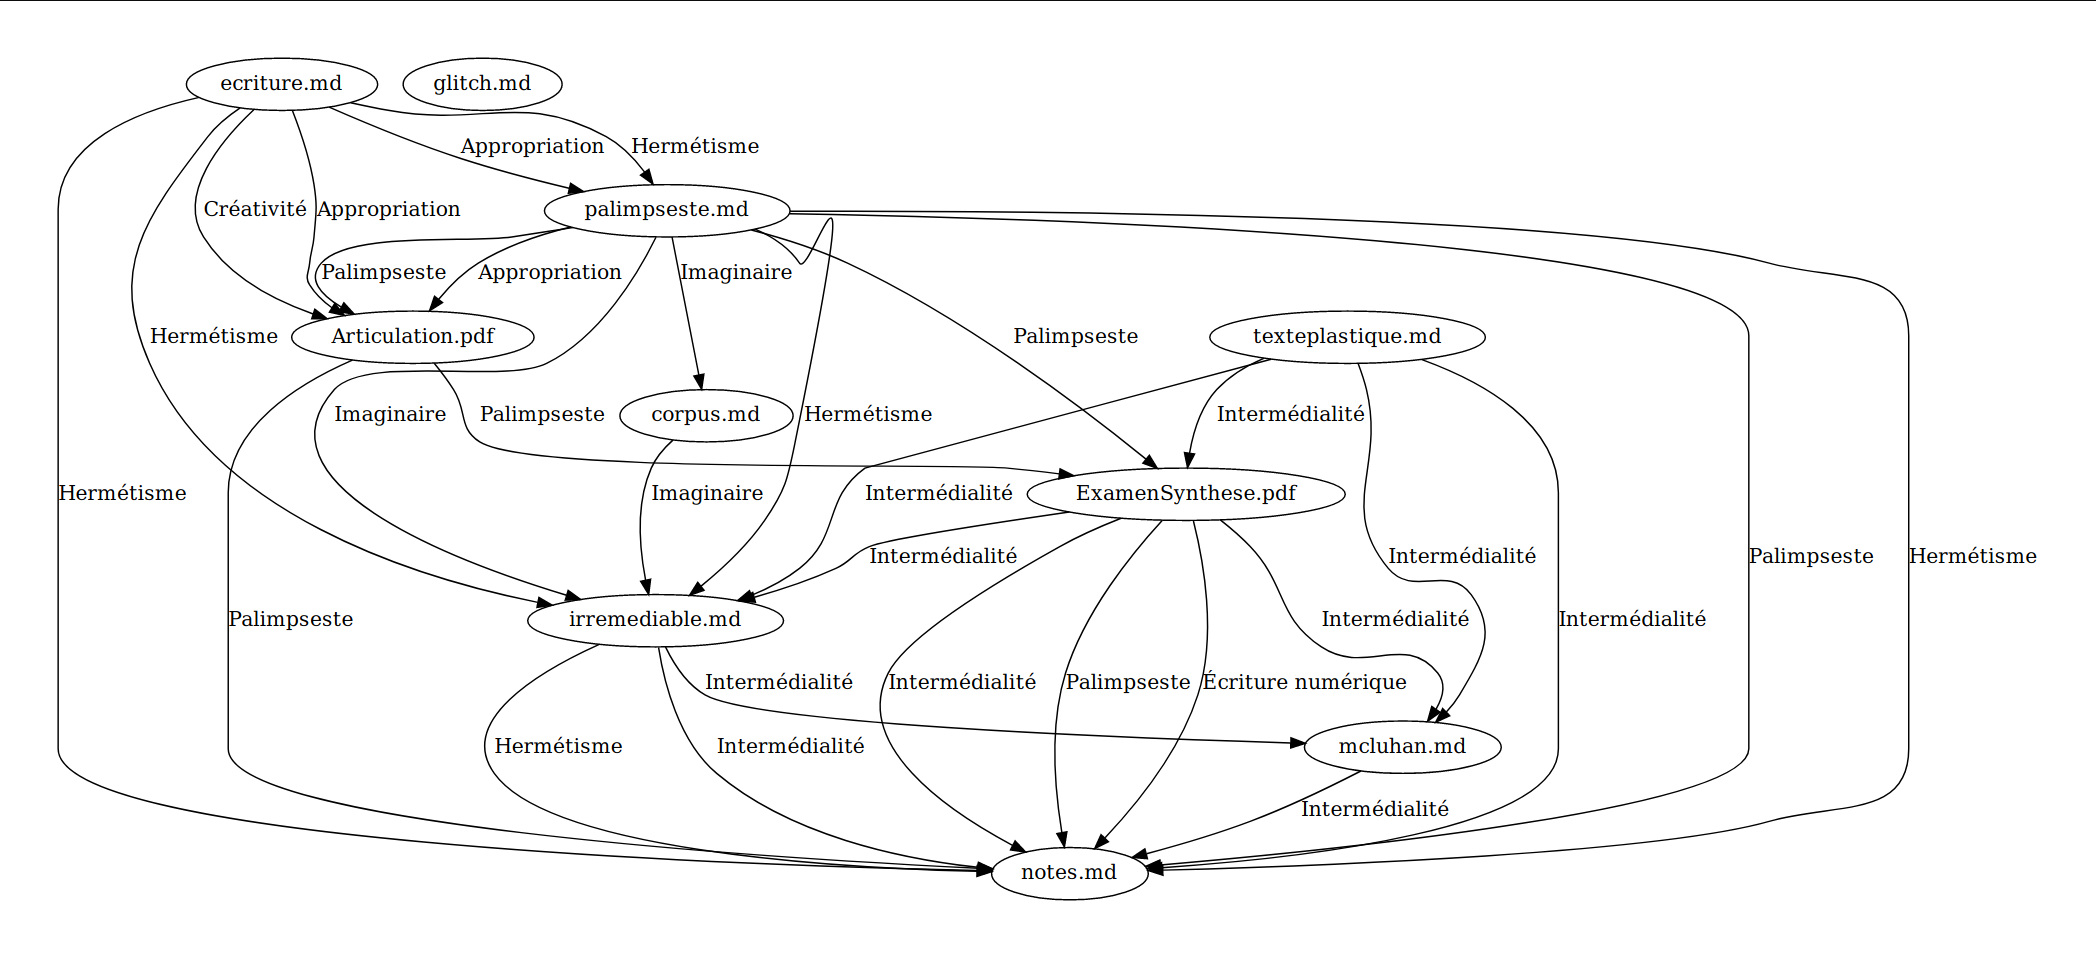 ecriture.md
glitch.md
Appropriation
Hermétisme
Créativité
Appropriation
palimpseste.md
Palimpseste
Appropriation
Imaginaire
Hermétisme
Articulation.pdf
Palimpseste
texteplastique.md
Imaginaire
Palimpseste
corpus.md
Hermétisme
Intermédialité
Hermétisme
Imaginaire
Intermédialité
ExamenSynthese.pdf
Intermédialité
Intermédialité
Palimpseste
Hermétisme
Palimpseste
irremediable.md
Intermédialité
Intermédialité
Intermédialité
Intermédialité
Palimpseste
Écriture numérique
Hermétisme
Intermédialité
mcluhan.md
Intermédialité
notes.md